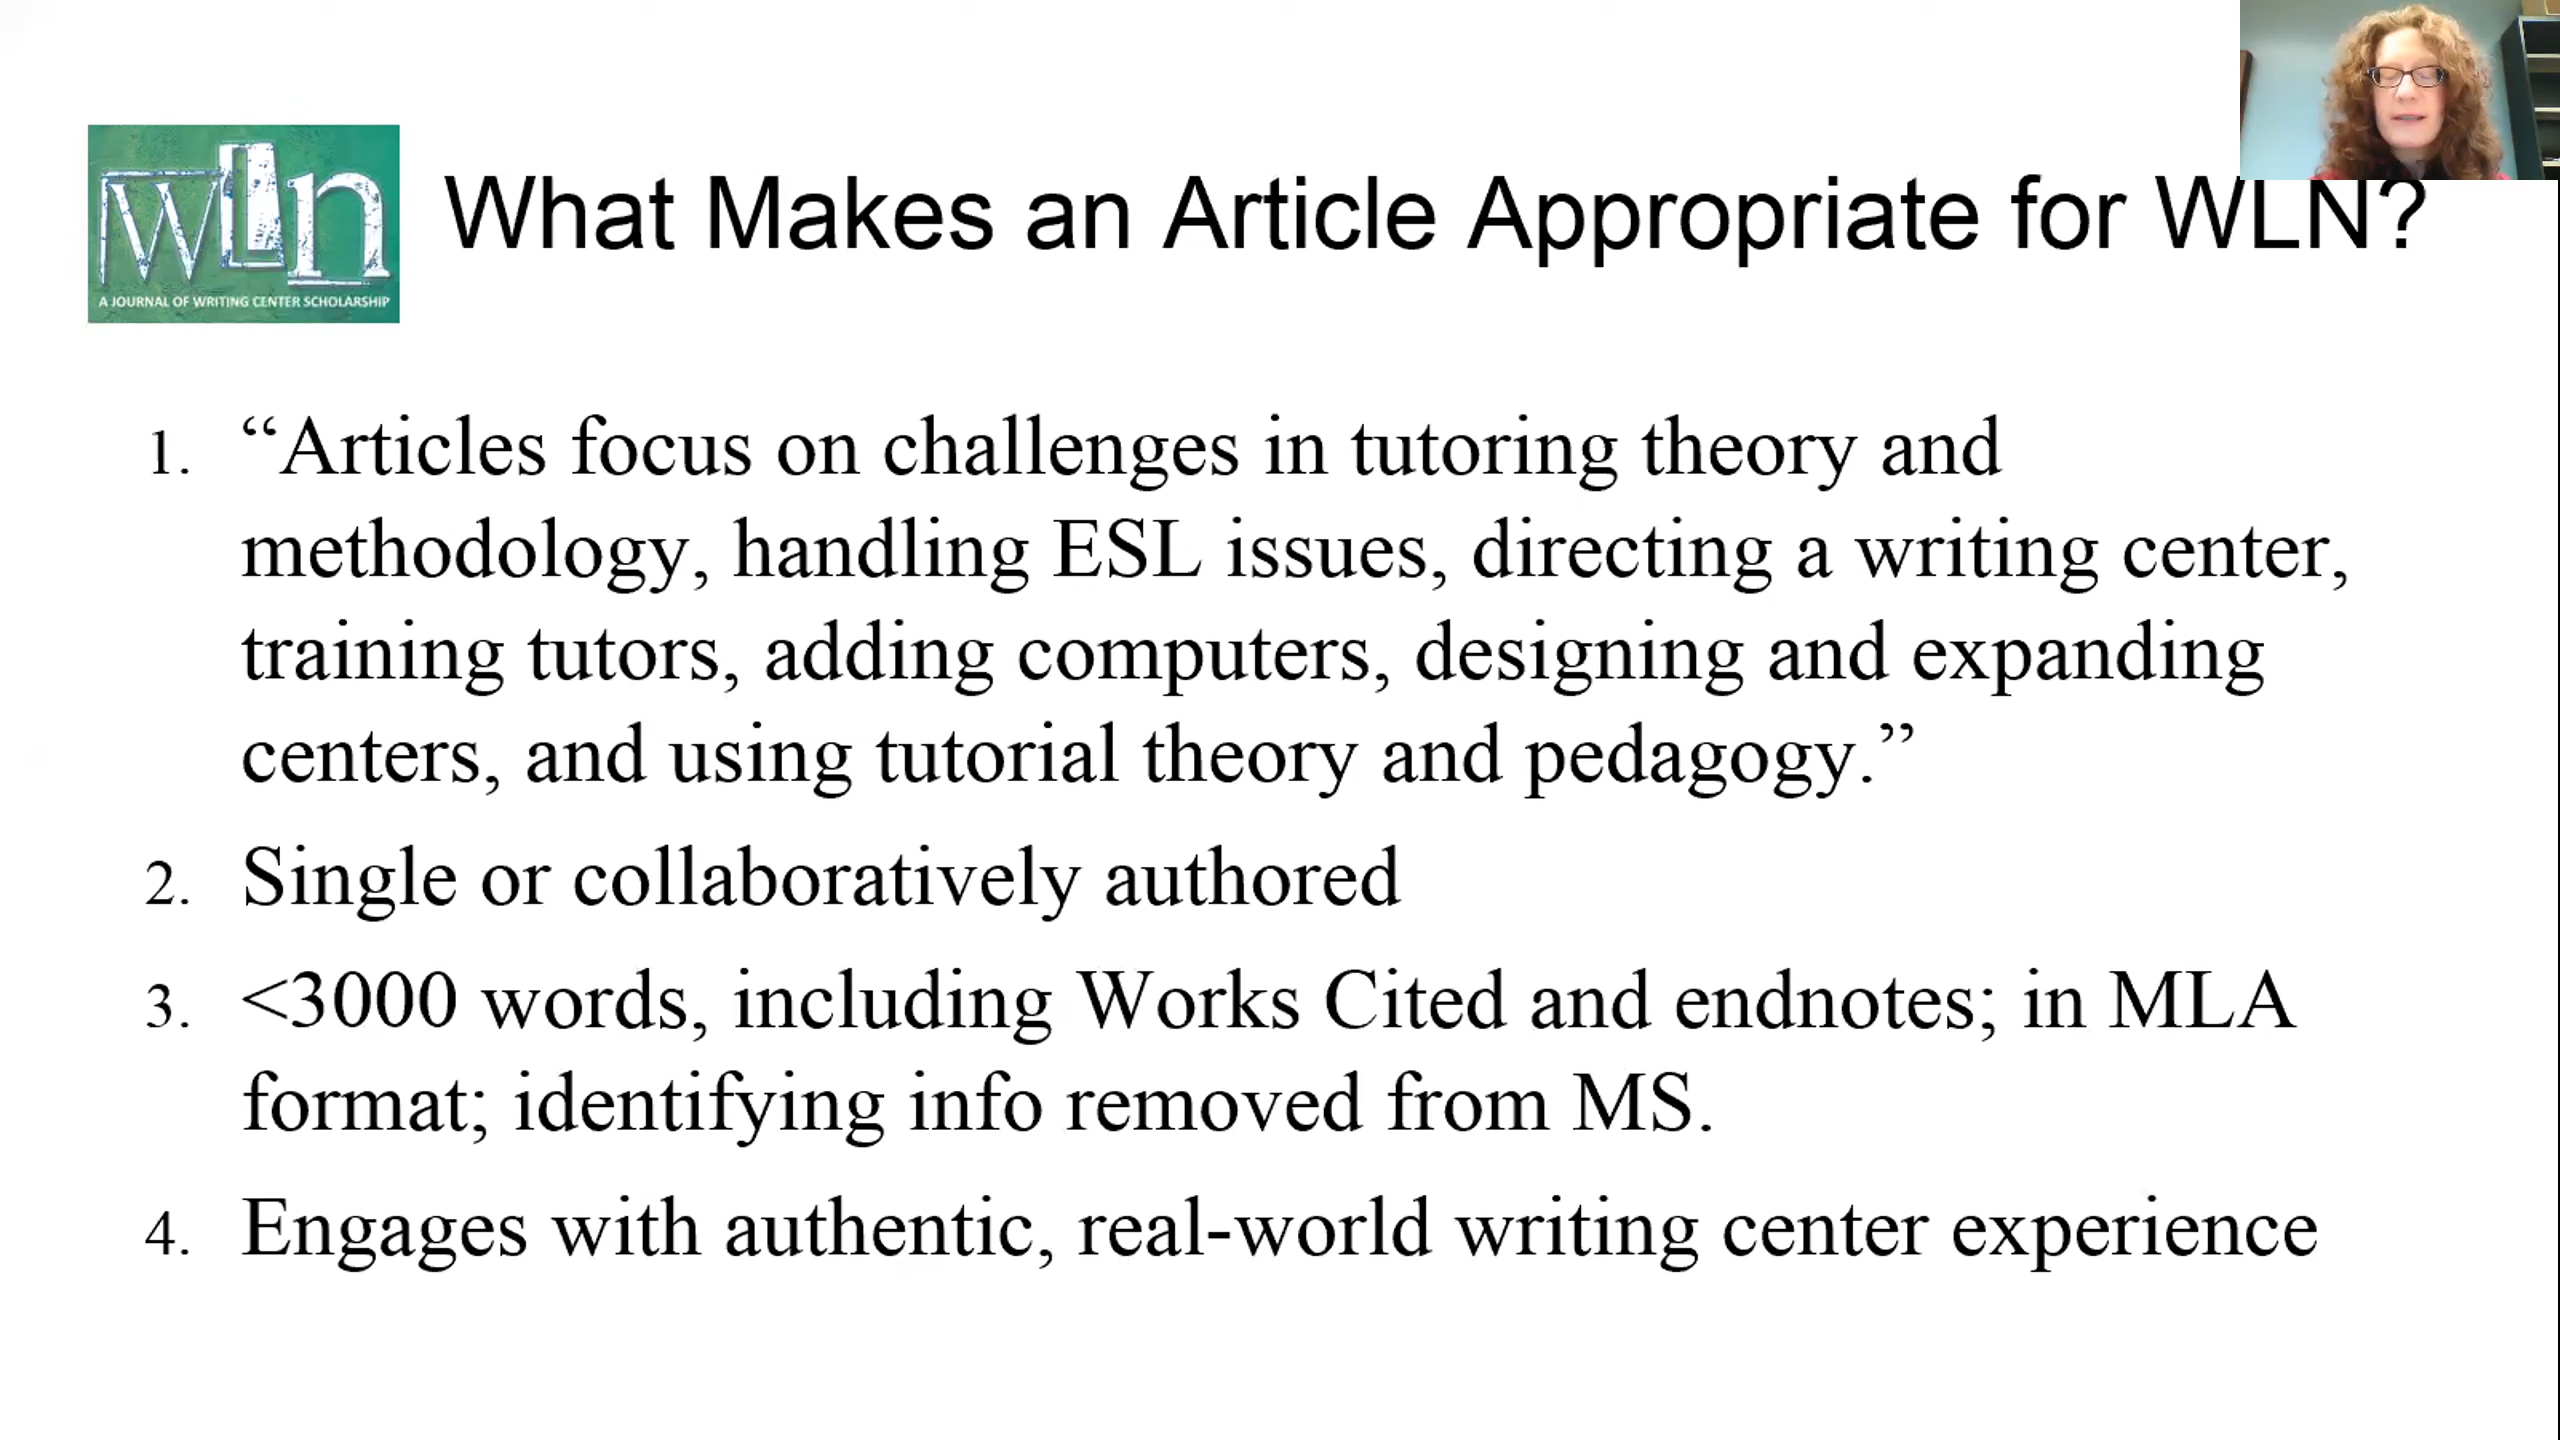 wLn
A JOURNAL OF WRITING CENTER SCHOLARSHIP
What Makes an Article Appropriate for WLN?
1. “Articles focus on challenges in tutoring theory and
methodology, handling ESL issues, directing a writing center,
training tutors, adding computers, designing and expanding
centers, and using tutorial theory and pedagogy.”
2. Single or collaboratively authored
3. <3000 words, including Works Cited and endnotes; in MLA
format; identifying info removed from MS.
4. Engages with authentic, real-world writing center experience